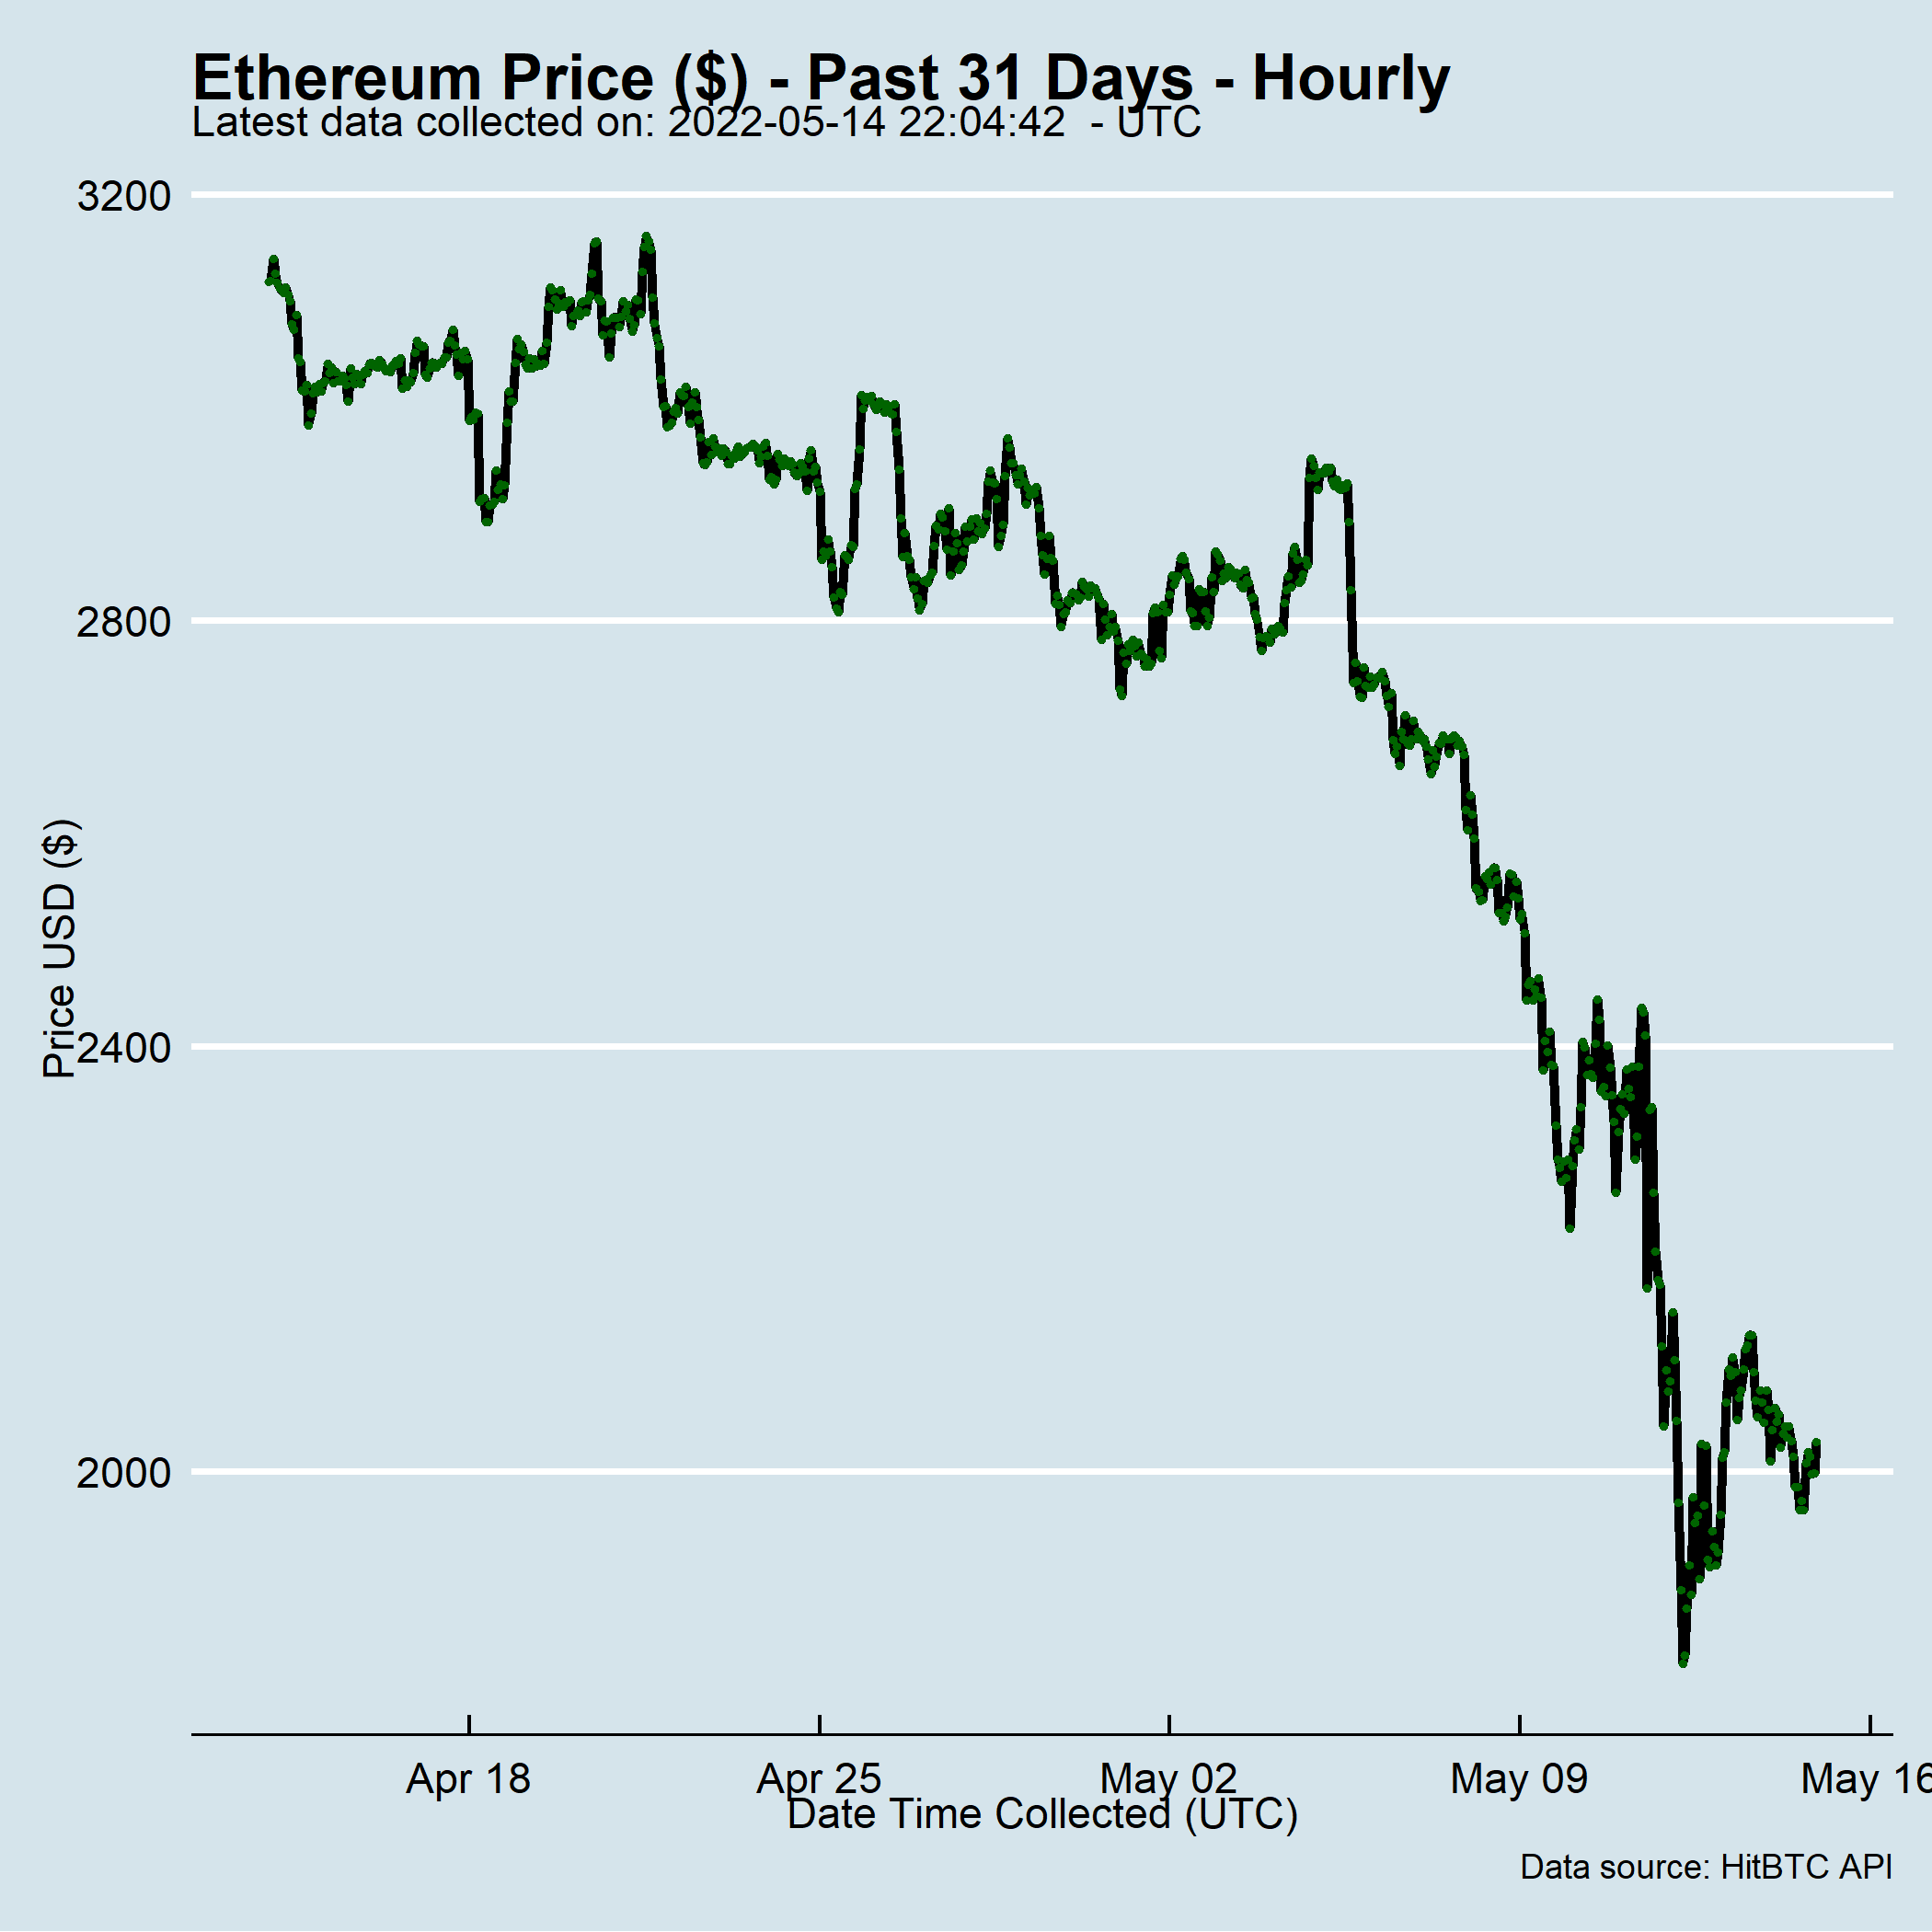 Ethereum Price ($) - Past 31 Days - Hourly
Latest data collected on: 2022-05-14 22:04:42  - UTC
3200
2800
2400
2000
Price USD ($)
Apr 18
Apr 25
May 02
May 09
May 16
Date Time Collected (UTC)
Data source: HitBTC API